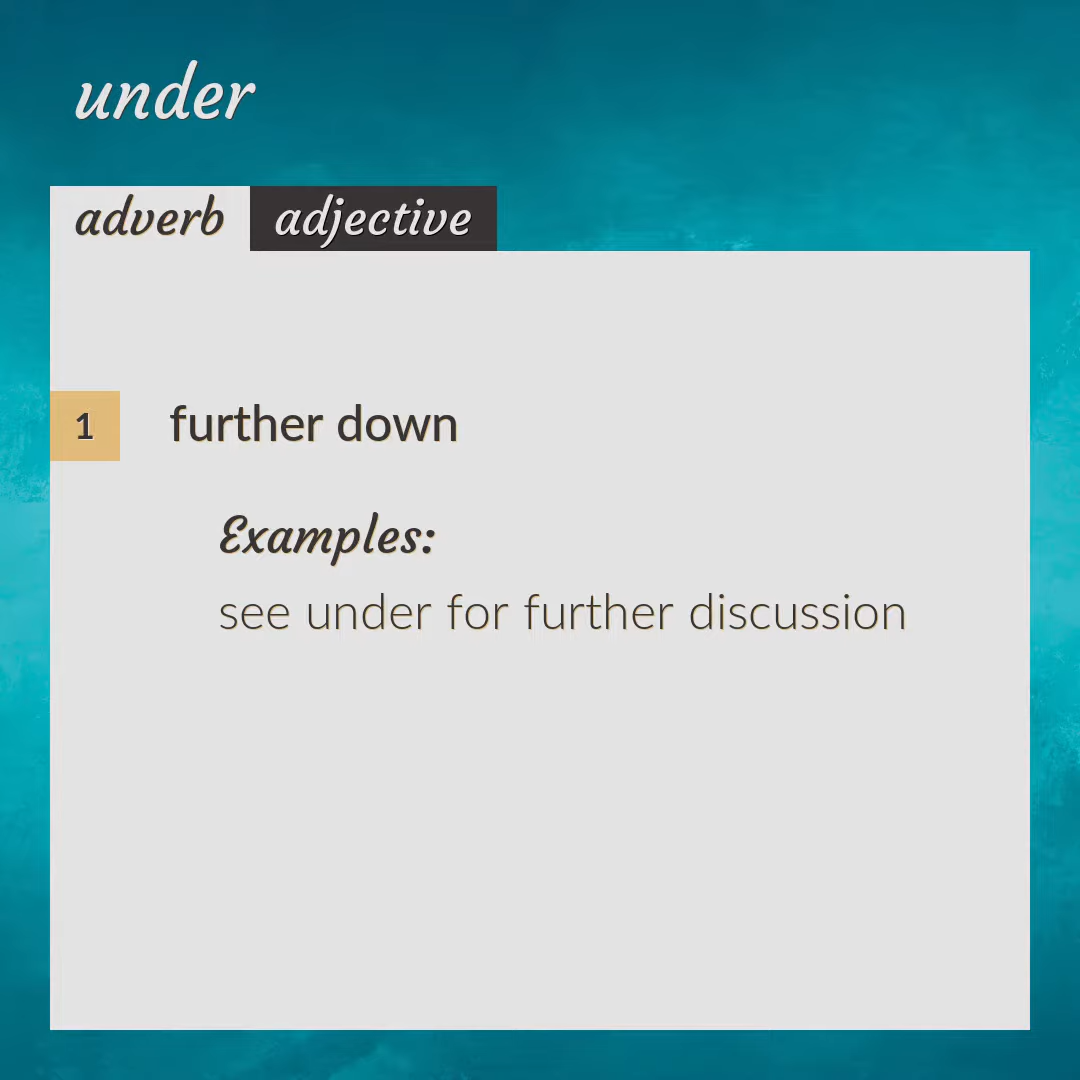 under
adverb adjective
1 further down
Examples:
see under for further discussion